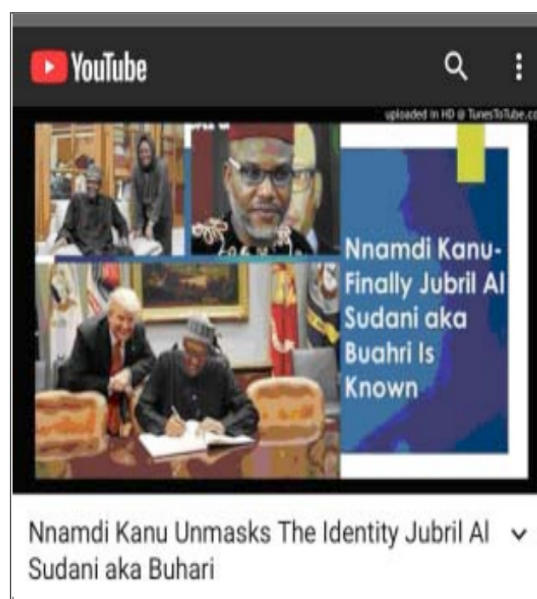 YouTube
uploaded in HD @ TunesToTube.co
Nnamdi Kanu-
Finally Jubril Al
Sudani aka
Buahri Is
Known
Nnamdi Kanu Unmasks The Identity Jubril Al
Sudani aka Buhari